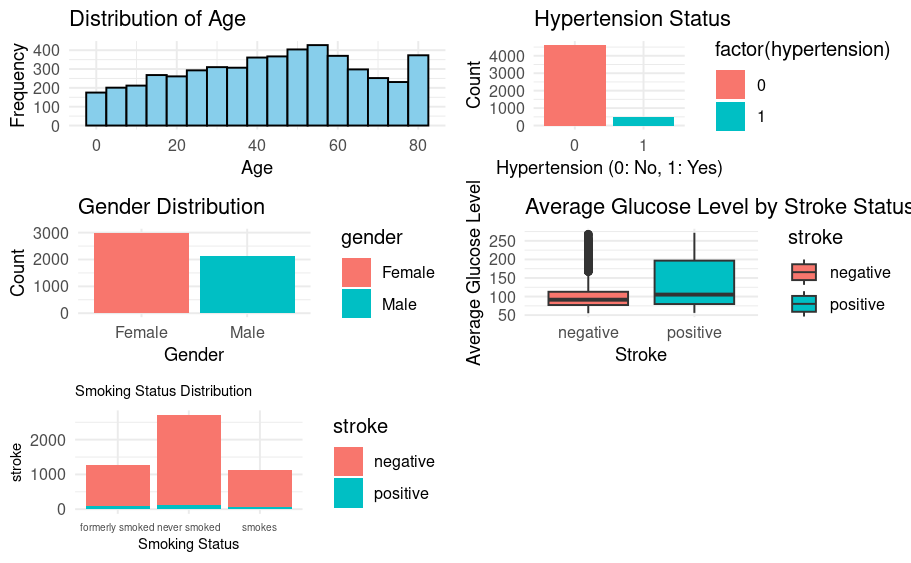 Distribution of Age
Frequency
400
300
200
100
0
0 20 40 60 80
Age
Hypertension Status
Count
4000
3000
2000
1000
0
0 1
Hypertension (0: No, 1: Yes)
factor(hypertension)
0
1
Gender Distribution
Count
3000
2000
1000
0
Female Male
Gender
gender
Female
Male
Average Glucose Level by Stroke Status
Average Glucose Level
250
200
150
100
50
negative positive
Stroke
stroke
negative
positive
Smoking Status Distribution
stroke
2000
1000
0
formerly smoked never smoked smokes
Smoking Status
stroke
negative
positive